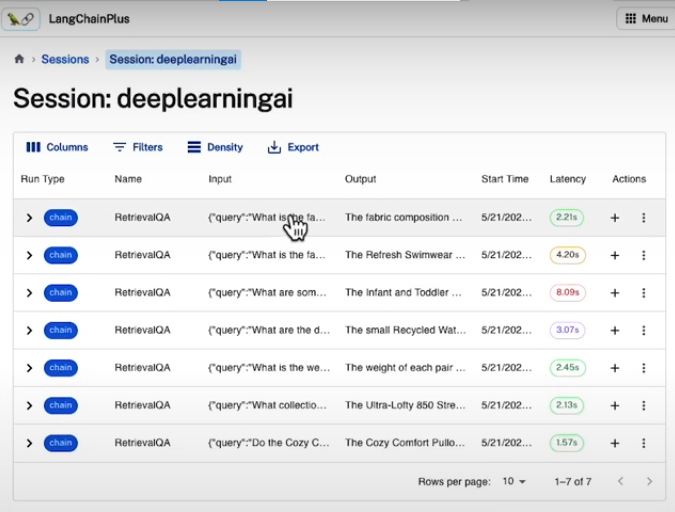 LangChainPlus Menu
Sessions > Session: deeplearningai
Session: deeplearningai
Columns Filters Density Export
Run Type Name Input Output Start Time Latency Actions
chain RetrievalQA {"query":"What is the fa... The fabric composition ... 5/21/202... 2.21s
chain RetrievalQA {"query":"What is the fa... The Refresh Swimwear ... 5/21/202... 4.20s
chain RetrievalQA {"query":"What are som... The Infant and Toddler ... 5/21/202... 8.09s
chain RetrievalQA {"query":"What are the d... The small Recycled Wat... 5/21/202... 3.07s
chain RetrievalQA {"query":"What is the we... The weight of each pair ... 5/21/202... 2.45s
chain RetrievalQA {"query":"What collectio... The Ultra-Lofty 850 Stre... 5/21/202... 2.13s
chain RetrievalQA {"query":"Do the Cozy C... The Cozy Comfort Pullo... 5/21/202... 1.57s
Rows per page: 10 1–7 of 7